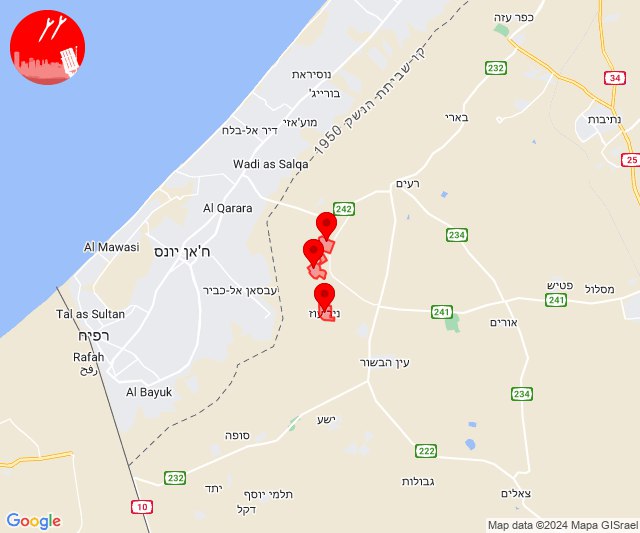 כפר עזה
34
232
נוסיראת
בורייג'
קו-שביתת-הנשק 1950
נתיבות
בארי
מוע'אזי
דיר אל-בלח
25
Wadi as Salqa
רעים
Al Qarara
242
234
Al Mawasi
ח'אן יונס
עבסאן אל-כביר
פטיש
מסלול
241
Tal as Sultan
241
אורים
רפיח
Rafah
رفح
עין הבשור
Al Bayuk
234
ישע
סופה
222
232
גבולות
יתד
תלמי יוסף
צאלים
10
דקל
Google
Map data ©2024 Mapa GISrael